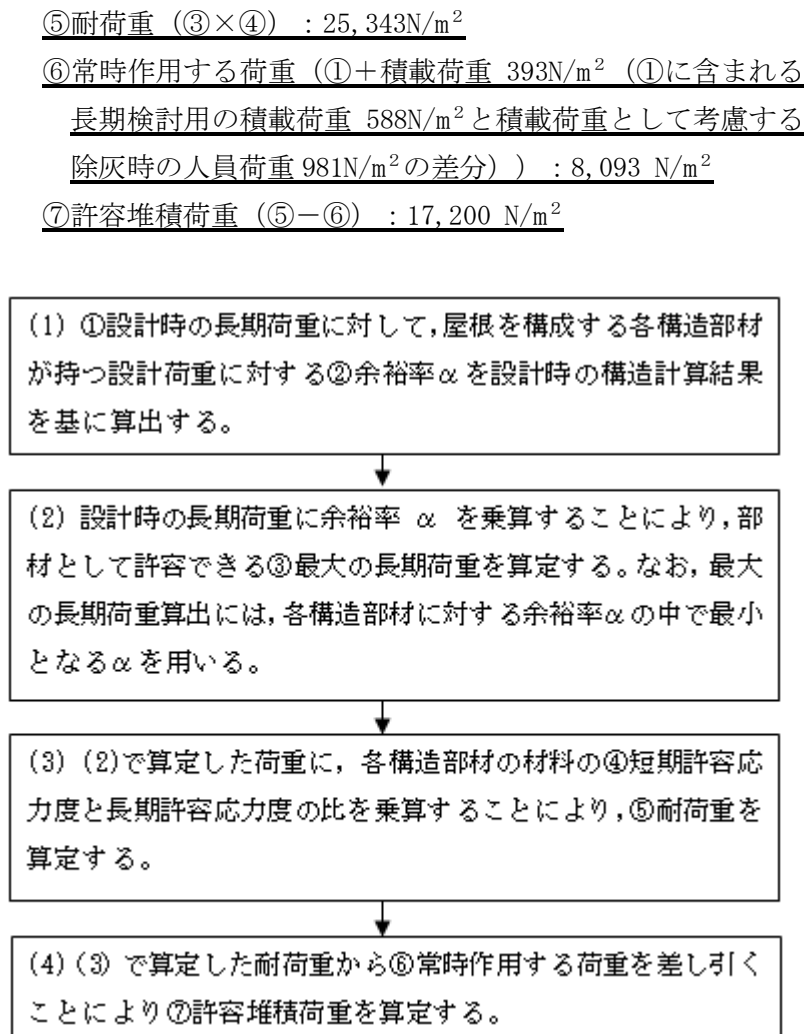 ⑤耐荷重（③×④）：25,343N/m²
⑥常時作用する荷重（①＋積載荷重 393N/m²（①に含まれる
長期検討用の積載荷重 588N/m²と積載荷重として考慮する
除灰時の人員荷重 981N/m²の差分））：8,093 N/m²
⑦許容堆積荷重（⑤－⑥）：17,200 N/m²
(1) ①設計時の長期荷重に対して,屋根を構成する各構造部材
が持つ設計荷重に対する②余裕率αを設計時の構造計算結果
を基に算出する。
(2) 設計時の長期荷重に余裕率 α を乗算することにより,部
材として許容できる③最大の長期荷重を算定する。なお,最大
の長期荷重算出には,各構造部材に対する余裕率αの中で最小
となるαを用いる。
(3) (2)で算定した荷重に, 各構造部材の材料の④短期許容応
力度と長期許容応力度の比を乗算することにより,⑤耐荷重を
算定する。
(4) (3) で算定した耐荷重から⑥常時作用する荷重を差し引く
ことにより⑦許容堆積荷重を算定する。